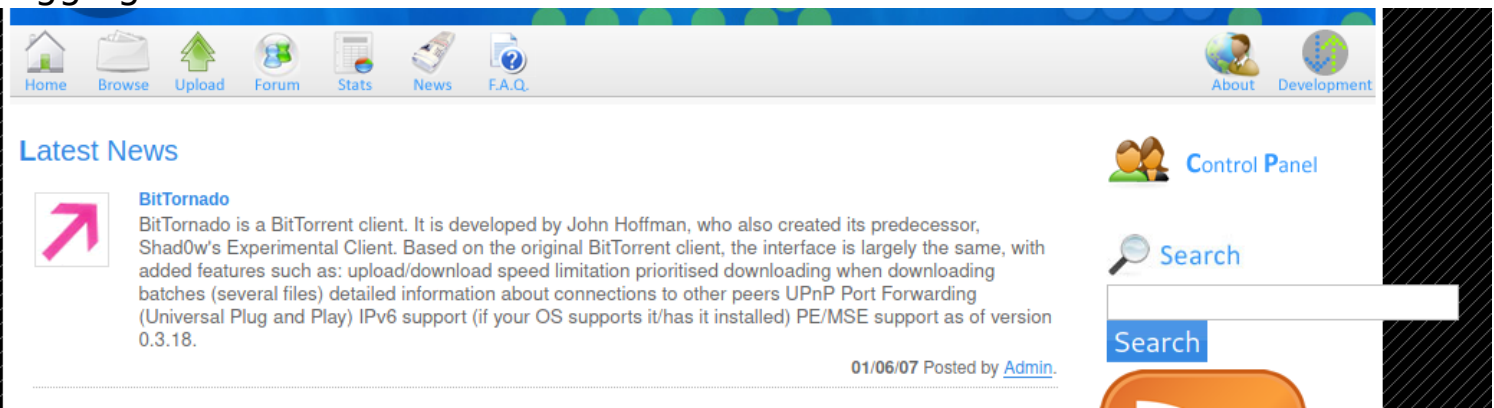 Home Browse Upload Forum Stats News F.A.Q. About Development
Latest News
BitTornado
BitTornado is a BitTorrent client. It is developed by John Hoffman, who also created its predecessor,
Shad0w's Experimental Client. Based on the original BitTorrent client, the interface is largely the same, with
added features such as: upload/download speed limitation prioritised downloading when downloading
batches (several files) detailed information about connections to other peers UPnP Port Forwarding
(Universal Plug and Play) IPv6 support (if your OS supports it/has it installed) PE/MSE support as of version
0.3.18.
01/06/07 Posted by Admin.
Control Panel
Search
Search